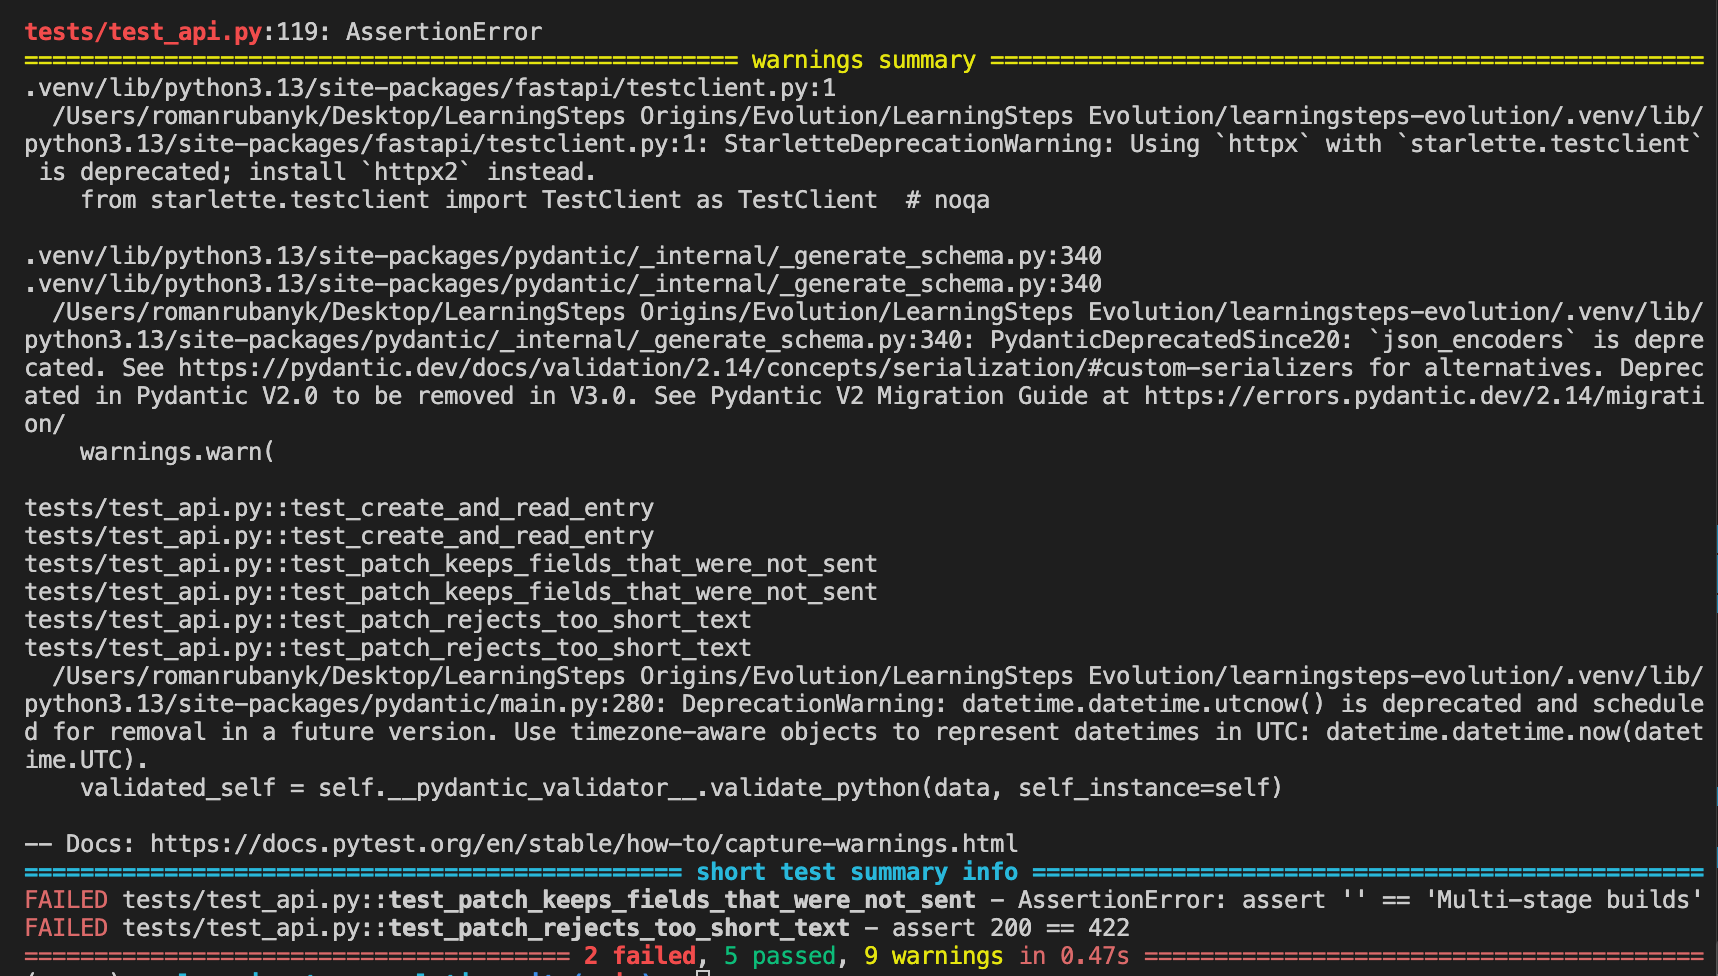 tests/test_api.py:119: AssertionError
=================================================== warnings summary ===================================================
.venv/lib/python3.13/site-packages/fastapi/testclient.py:1
  /Users/romanrubanyk/Desktop/LearningSteps Origins/Evolution/LearningSteps Evolution/learningsteps-evolution/.venv/lib/
python3.13/site-packages/fastapi/testclient.py:1: StarletteDeprecationWarning: Using `httpx` with `starlette.testclient`
 is deprecated; install `httpx2` instead.
    from starlette.testclient import TestClient as TestClient  # noqa

.venv/lib/python3.13/site-packages/pydantic/_internal/_generate_schema.py:340
.venv/lib/python3.13/site-packages/pydantic/_internal/_generate_schema.py:340
  /Users/romanrubanyk/Desktop/LearningSteps Origins/Evolution/LearningSteps Evolution/learningsteps-evolution/.venv/lib/
python3.13/site-packages/pydantic/_internal/_generate_schema.py:340: PydanticDeprecatedSince20: `json_encoders` is depre
cated. See https://pydantic.dev/docs/validation/2.14/concepts/serialization/#custom-serializers for alternatives. Deprec
ated in Pydantic V2.0 to be removed in V3.0. See Pydantic V2 Migration Guide at https://errors.pydantic.dev/2.14/migrati
on/
    warnings.warn(

tests/test_api.py::test_create_and_read_entry
tests/test_api.py::test_create_and_read_entry
tests/test_api.py::test_patch_keeps_fields_that_were_not_sent
tests/test_api.py::test_patch_keeps_fields_that_were_not_sent
tests/test_api.py::test_patch_rejects_too_short_text
tests/test_api.py::test_patch_rejects_too_short_text
  /Users/romanrubanyk/Desktop/LearningSteps Origins/Evolution/LearningSteps Evolution/learningsteps-evolution/.venv/lib/
python3.13/site-packages/pydantic/main.py:280: DeprecationWarning: datetime.datetime.utcnow() is deprecated and schedule
d for removal in a future version. Use timezone-aware objects to represent datetimes in UTC: datetime.datetime.now(datet
ime.UTC).
    validated_self = self.__pydantic_validator__.validate_python(data, self_instance=self)

-- Docs: https://docs.pytest.org/en/stable/how-to/capture-warnings.html
=============================================== short test summary info ================================================
FAILED tests/test_api.py::test_patch_keeps_fields_that_were_not_sent - AssertionError: assert '' == 'Multi-stage builds'
FAILED tests/test_api.py::test_patch_rejects_too_short_text - assert 200 == 422
======================================= 2 failed, 5 passed, 9 warnings in 0.47s ========================================